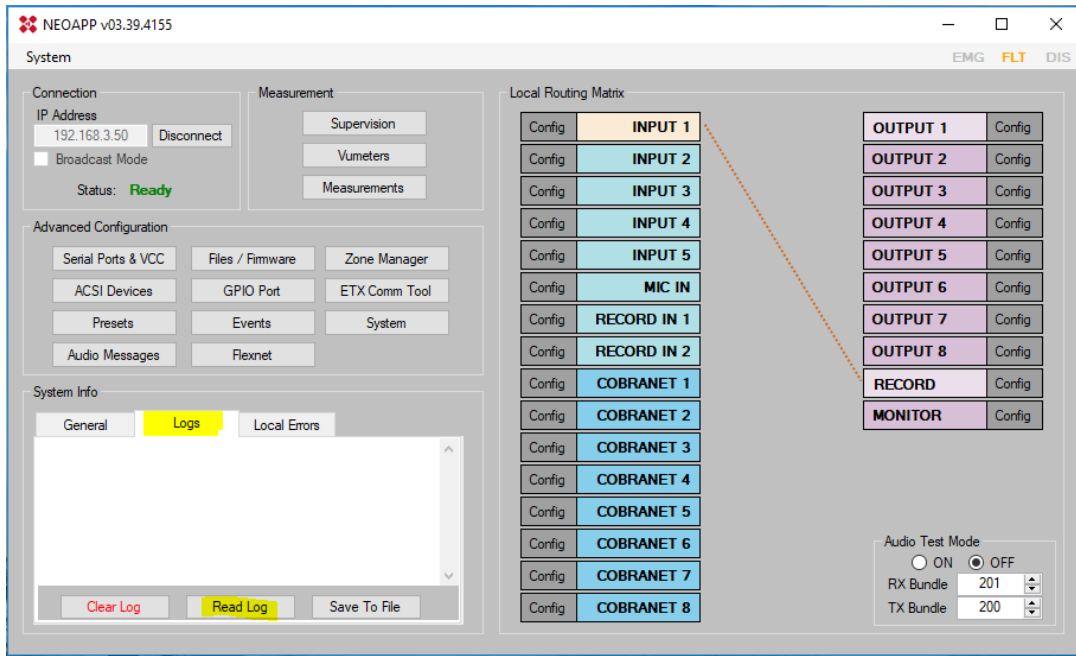 NEOAPP v03.39.4155
System
EMG FLT DIS
Connection
IP Address
192.168.3.50 Disconnect
Broadcast Mode
Status: Ready
Measurement
Supervision
Vumeters
Measurements
Advanced Configuration
Serial Ports & VCC Files / Firmware Zone Manager
ACSI Devices GPIO Port ETX Comm Tool
Presets Events System
Audio Messages Flexnet
System Info
General Logs Local Errors
Clear Log Read Log Save To File
Local Routing Matrix
Config INPUT 1
Config INPUT 2
Config INPUT 3
Config INPUT 4
Config INPUT 5
Config MIC IN
Config RECORD IN 1
Config RECORD IN 2
Config COBRANET 1
Config COBRANET 2
Config COBRANET 3
Config COBRANET 4
Config COBRANET 5
Config COBRANET 6
Config COBRANET 7
Config COBRANET 8
OUTPUT 1 Config
OUTPUT 2 Config
OUTPUT 3 Config
OUTPUT 4 Config
OUTPUT 5 Config
OUTPUT 6 Config
OUTPUT 7 Config
OUTPUT 8 Config
RECORD Config
MONITOR Config
Audio Test Mode
ON OFF
RX Bundle 201
TX Bundle 200